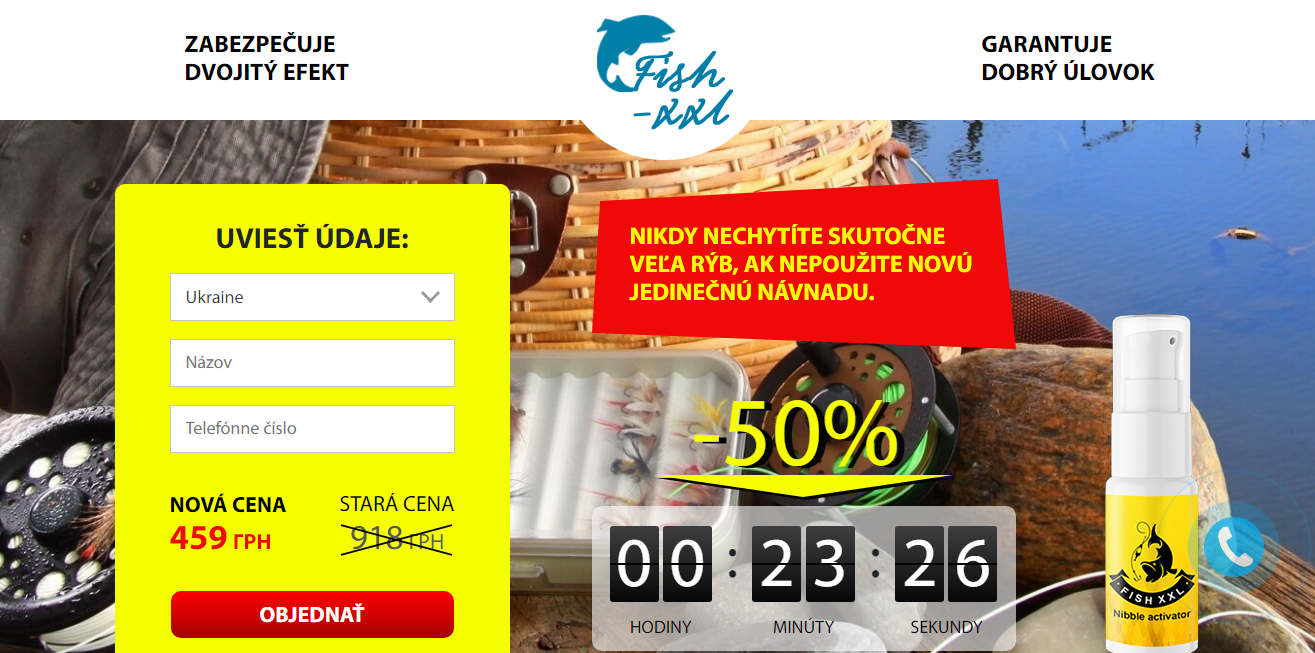 ZABEZPEČUJE
DVOJITÝ EFEKT
Fish
-xxl
GARANTUJE
DOBRÝ ÚLOVOK
UVIESŤ ÚDAJE:
Ukraine
Názov
Telefónne číslo
NOVÁ CENA
459 ГРН
STARÁ CENA
918 ГРН
OBJEDNAŤ
NIKDY NECHYTÍTE SKUTOČNE
VEĽA RÝB, AK NEPOUŽITE NOVÚ
JEDINEČNÚ NÁVNADU.
-50%
00 : 23 : 26
HODINY MINÚTY SEKUNDY
FISH XXL
Nibble activator